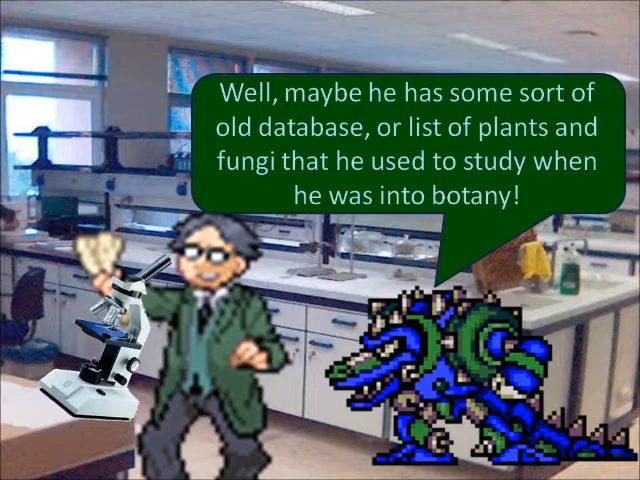 Well, maybe he has some sort of
old database, or list of plants and
fungi that he used to study when
he was into botany!